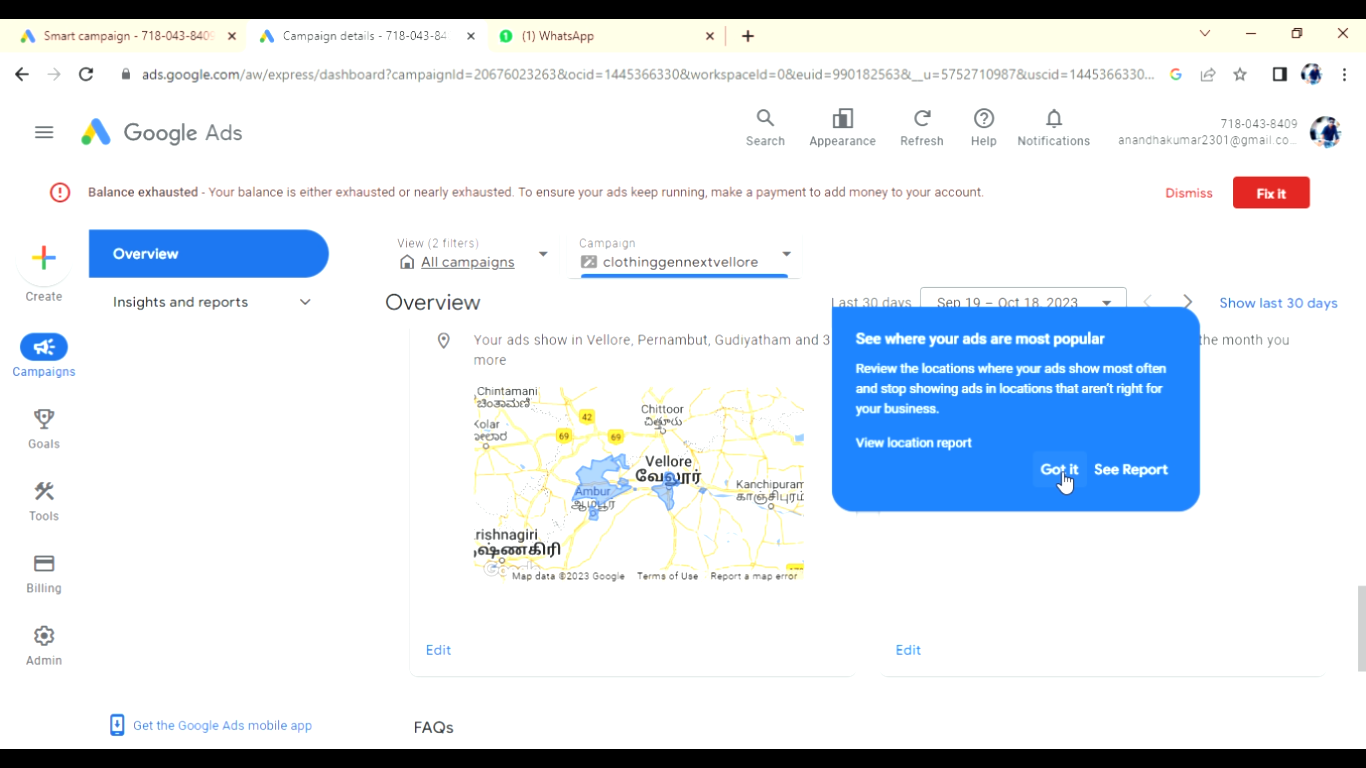 Smart campaign - 718-043-8409
Campaign details - 718-043-84
(1) WhatsApp
ads.google.com/aw/express/dashboard?campaignId=20676023263&ocid=1445366330&workspaceId=0&euid=990182563&__u=5752710987&uscid=1445366330...
Google Ads
Search
Appearance
Refresh
Help
Notifications
718-043-8409
anandhakumar2301@gmail.co...
Balance exhausted - Your balance is either exhausted or nearly exhausted. To ensure your ads keep running, make a payment to add money to your account.
Dismiss
Fix it
Create
Campaigns
Goals
Tools
Billing
Admin
Overview
Insights and reports
View (2 filters)
All campaigns
Campaign
clothinggennextvellore
Overview
Last 30 days
Sep 19 – Oct 18, 2023
Show last 30 days
Your ads show in Vellore, Pernambut, Gudiyatham and 3
more
the month you
See where your ads are most popular
Review the locations where your ads show most often
and stop showing ads in locations that aren't right for
your business.
View location report
Got it
See Report
Chintamani
ಚಿಂತಾಮಣಿ
42
Chittoor
చిత్తూరు
69
69
Vellore
வேலூர்
Ambur
ஆம்பூர்
Kanchipuram
rishnagiri
ஷ்ணகிரி
Google
Map data ©2023 Google
Terms of Use
Report a map error
Edit
Edit
Get the Google Ads mobile app
FAQs